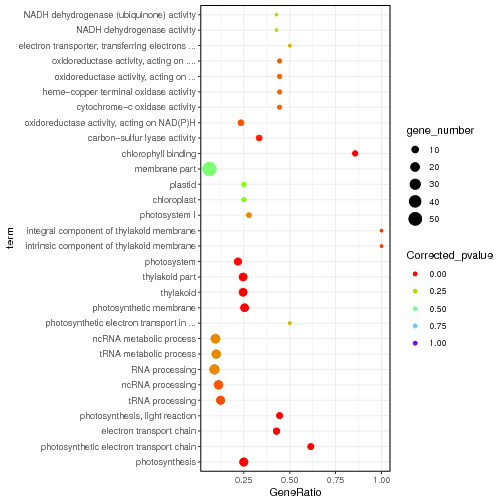 NADH dehydrogenase (ubiquinone) activity
NADH dehydrogenase activity
electron transporter, transferring electrons ...
oxidoreductase activity, acting on ....
oxidoreductase activity, acting on ...
heme-copper terminal oxidase activity
cytochrome-c oxidase activity
oxidoreductase activity, acting on NAD(P)H
carbon-sulfur lyase activity
chlorophyll binding
membrane part
plastid
chloroplast
photosystem I
integral component of thylakoid membrane
intrinsic component of thylakoid membrane
photosystem
thylakoid part
thylakoid
photosynthetic membrane
photosynthetic electron transport in ...
ncRNA metabolic process
tRNA metabolic process
RNA processing
ncRNA processing
tRNA processing
photosynthesis, light reaction
electron transport chain
photosynthetic electron transport chain
photosynthesis
term
0.25 0.50 0.75 1.00
GeneRatio
gene_number
10
20
30
40
50
Corrected_pvalue
0.00
0.25
0.50
0.75
1.00